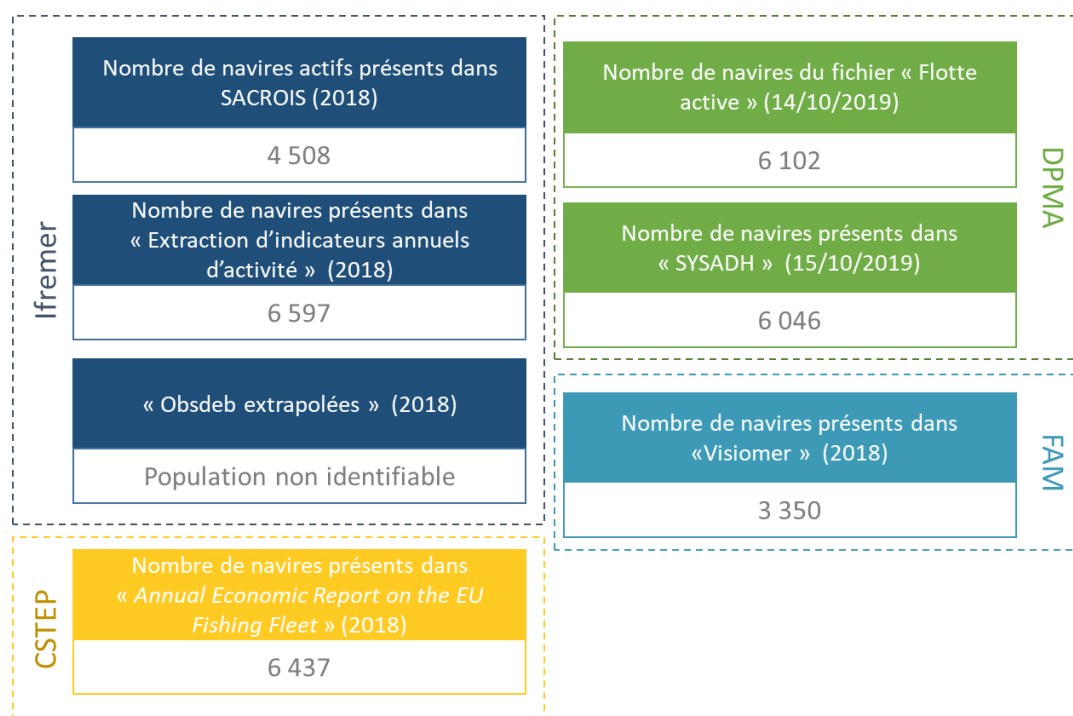 Ifremer
Nombre de navires actifs présents dans
SACROIS (2018)
4 508
Nombre de navires présents dans
« Extraction d’indicateurs annuels
d’activité »  (2018)
6 597
« Obsdeb extrapolées »  (2018)
Population non identifiable
CSTEP
Nombre de navires présents dans
« Annual Economic Report on the EU
Fishing Fleet » (2018)
6 437
DPMA
Nombre de navires du fichier « Flotte
active » (14/10/2019)
6 102
Nombre de navires présents dans
« SYSADH »  (15/10/2019)
6 046
FAM
Nombre de navires présents dans
«Visiomer »  (2018)
3 350